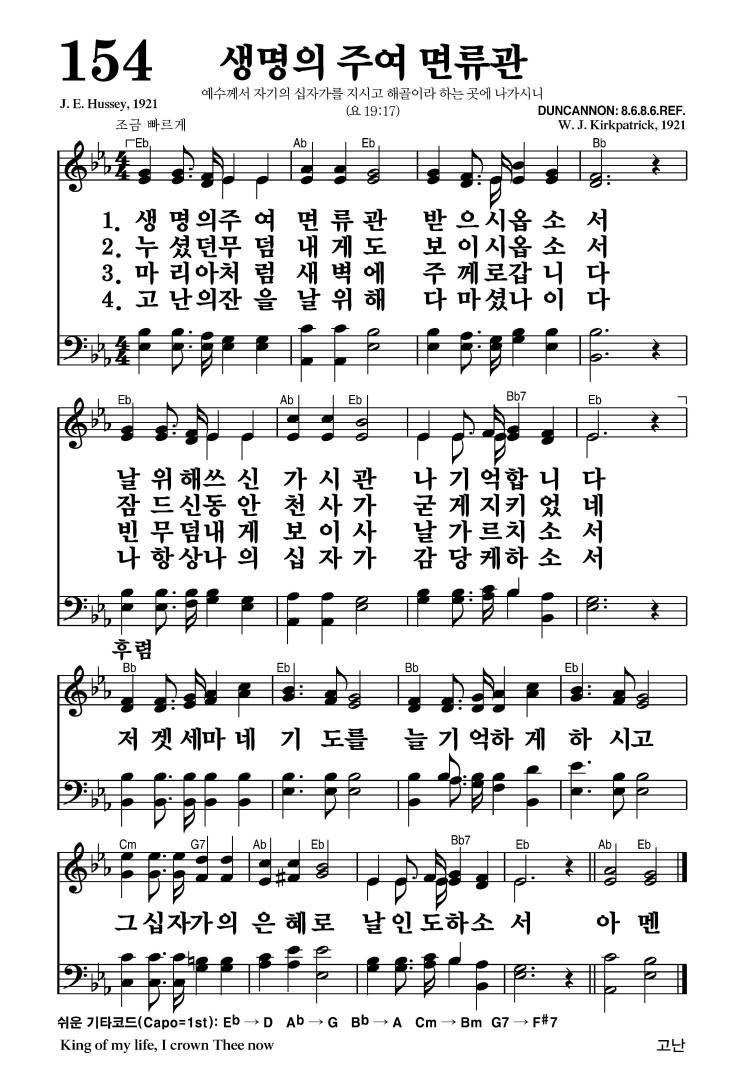 154
생명의 주여 면류관
예수께서 자기의 십자가를 지시고 해골이라 하는 곳에 나가시니
(요 19:17)
J. E. Hussey, 1921
DUNCANNON: 8.6.8.6.REF.
조금 빠르게
W. J. Kirkpatrick, 1921
Eb Ab Eb Bb
4
4
1. 생 명의주 여 면 류 관 받 으시옵 소 서
2. 누 셨던무 덤 내 게 도 보 이시옵 소 서
3. 마 리아처 럼 새 벽 에 주 께로갑 니 다
4. 고 난의잔 을 날 위 해 다 마셨나 이 다
4
4
Eb Ab Eb Bb7 Eb
날 위해쓰 신 가 시 관 나 기 억합 니 다
잠 드신동 안 천 사 가 굳 게 지키 었 네
빈 무덤내 게 보 이 사 날 가 르치 소 서
나 항상나 의 십 자 가 감 당 케하 소 서
후렴
Bb Eb Bb Eb
저 겟 세마 네 기 도를 늘 기 억하 게 하 시고
Cm G7 Ab Eb Bb7 Eb Ab Eb
그 십자가 의 은 혜 로 날 인 도하 소 서 아 멘
쉬운 기타코드(Capo=1st): Eb → D Ab → G Bb → A Cm → Bm G7 → F#7
King of my life, I crown Thee now
고난